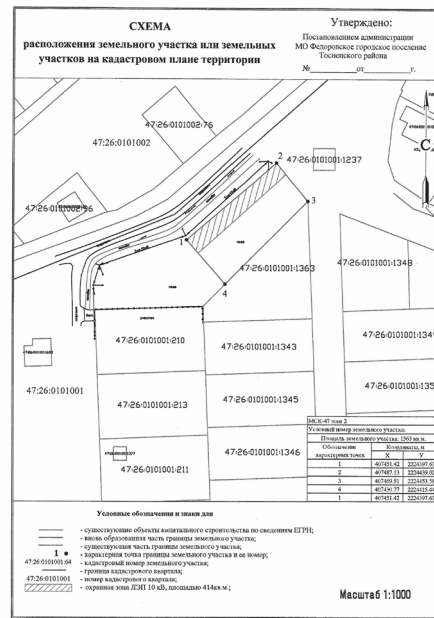 СХЕМА
расположения земельного участка или земельных
участков на кадастровом плане территории
Утверждено:
Постановлением администрации
МО Федоровское городское поселение
Тосненского района
№____________от____________г.
47:26:0101002:76
47:26:0101002
С
2
47:26:0101001:1237
47:26:0101002:56
3
1
47:26:0101001:1363
47:26:0101001:1348
4
47:26:0101001:210
47:26:0101001:1343
47:26:0101001
47:26:0101001:213
47:26:0101001:1345
47:26:0101001:211
47:26:0101001:1346
МСК-47 зона 2
Условный номер земельного участка:
Площадь земельного участка: 1363 кв м.
Обозначение характерных точек
Координаты, м
X
У
1 407451.42
2 407487.13
3 407469.51
4 407430.77
1 407451.42
Условные обозначения и знаки для
- существующие объекты капитального строительства по сведениям ЕГРН;
- вновь образованная часть границы земельного участка;
- существующая часть границы земельного участка;
1 - характерная точка границы земельного участка и ее номер;
47:26:0101001:64 - кадастровый номер земельного участка;
- граница кадастрового квартала;
47:26:0101001 - номер кадастрового квартала;
- охранная зона ЛЭП 10 кВ, площадью 414кв.м.;
Масштаб 1:1000